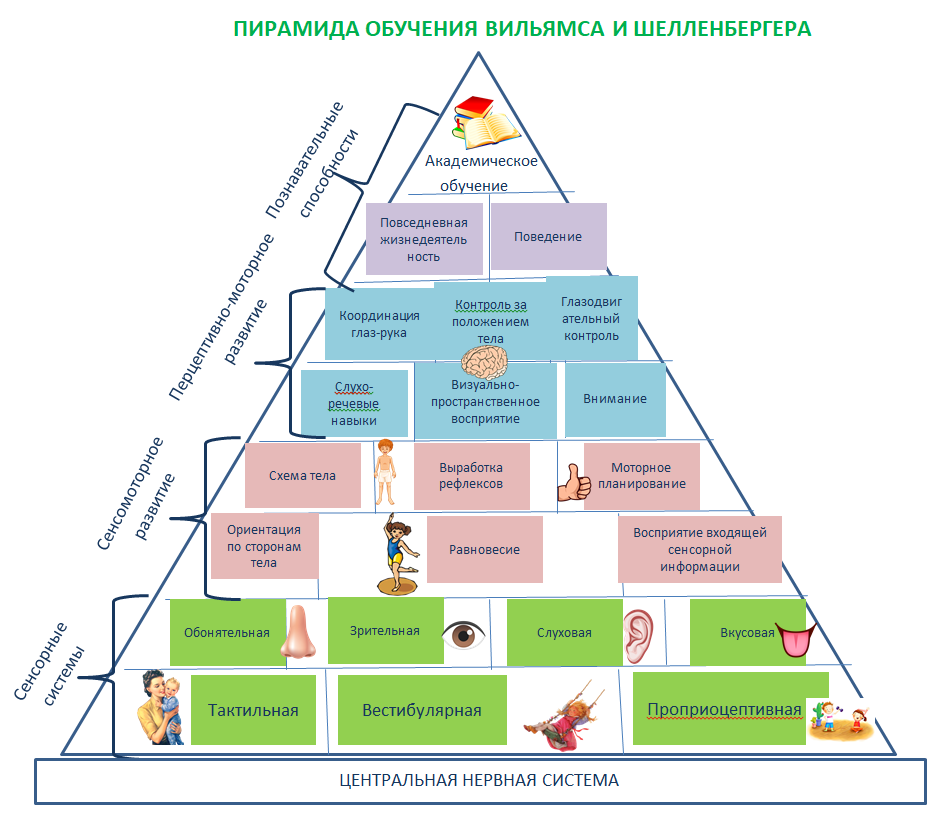 ПИРАМИДА ОБУЧЕНИЯ ВИЛЬЯМСА И ШЕЛЛЕНБЕРГЕРА
Познавательные
способности
Академическое
обучение
Повседневная
жизнедеятель
ность
Поведение
Перцептивно-моторное
развитие
Координация
глаз-рука
Контроль за
положением
тела
Глазодвиг
ательный
контроль
Слухо-
речевые
навыки
Визуально-
пространственное
восприятие
Внимание
Сенсомоторное
развитие
Схема тела
Выработка
рефлексов
Моторное
планирование
Ориентация
по сторонам
тела
Равновесие
Восприятие входящей
сенсорной
информации
Сенсорные
системы
Обонятельная
Зрительная
Слуховая
Вкусовая
Тактильная
Вестибулярная
Проприоцептивная
ЦЕНТРАЛЬНАЯ НЕРВНАЯ СИСТЕМА